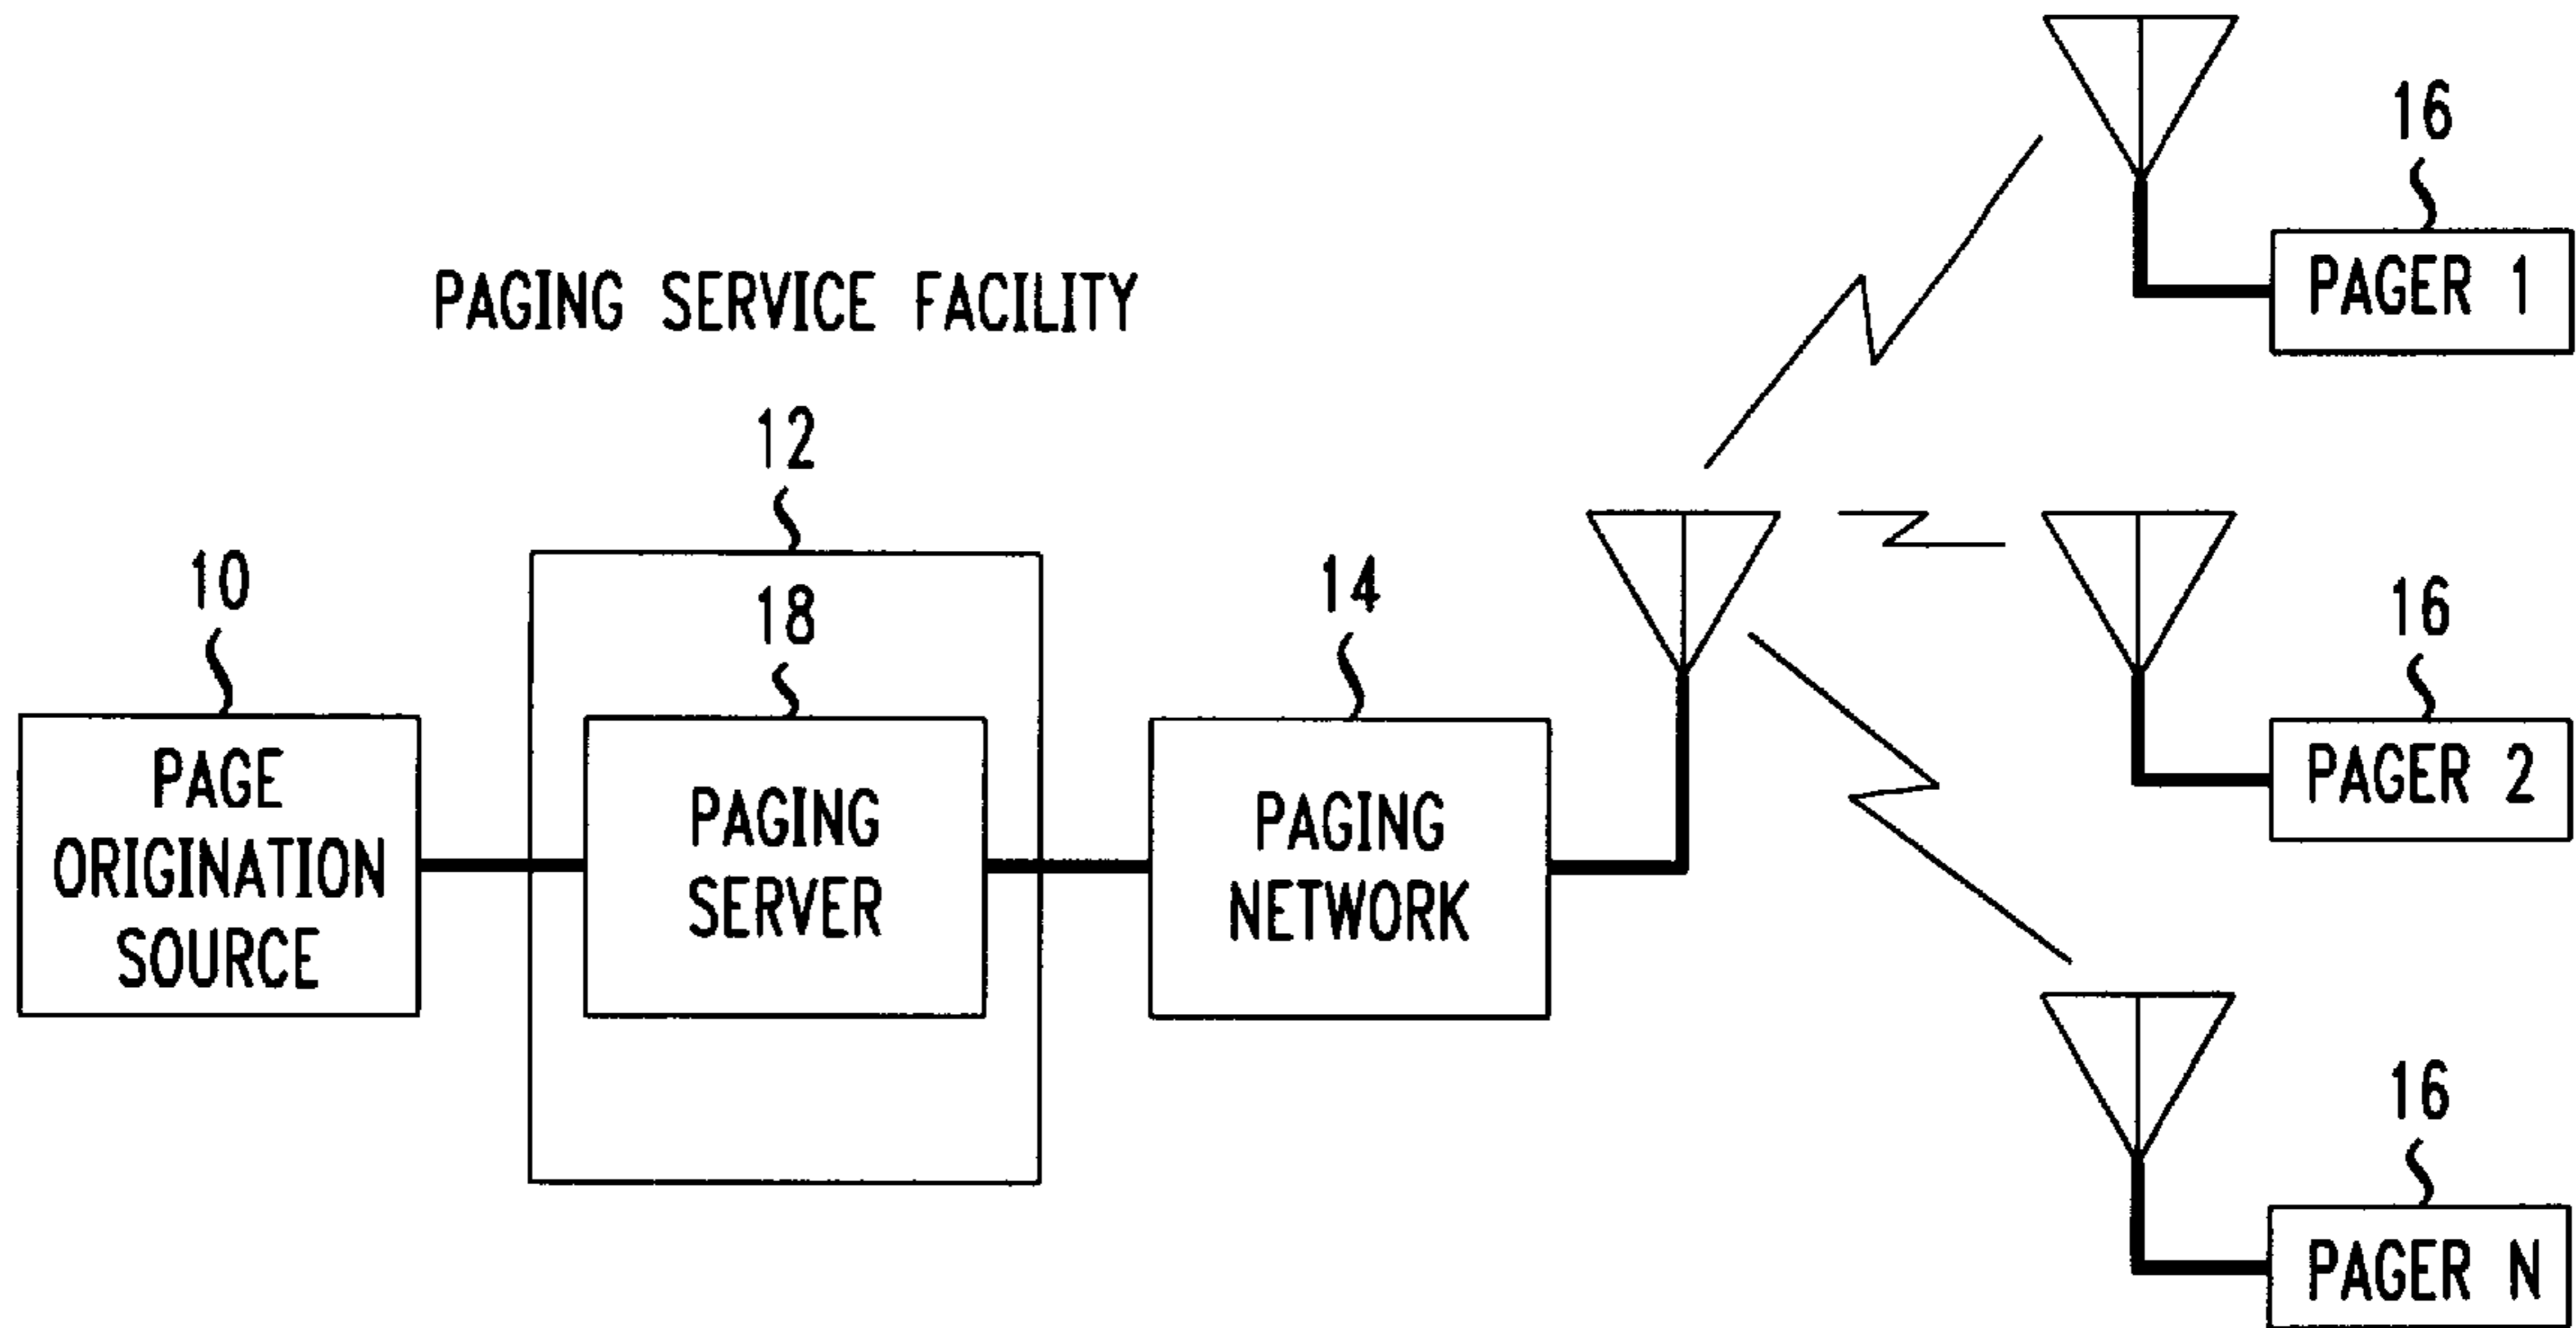 PAGING SERVICE FACILITY
12
10
PAGE
ORIGINATION
SOURCE
18
PAGING
SERVER
14
PAGING
NETWORK
16
PAGER 1
16
PAGER 2
16
PAGER N